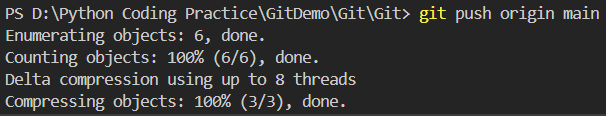 PS D:\Python Coding Practice\GitDemo\Git\Git> git push origin main
Enumerating objects: 6, done.
Counting objects: 100% (6/6), done.
Delta compression using up to 8 threads
Compressing objects: 100% (3/3), done.